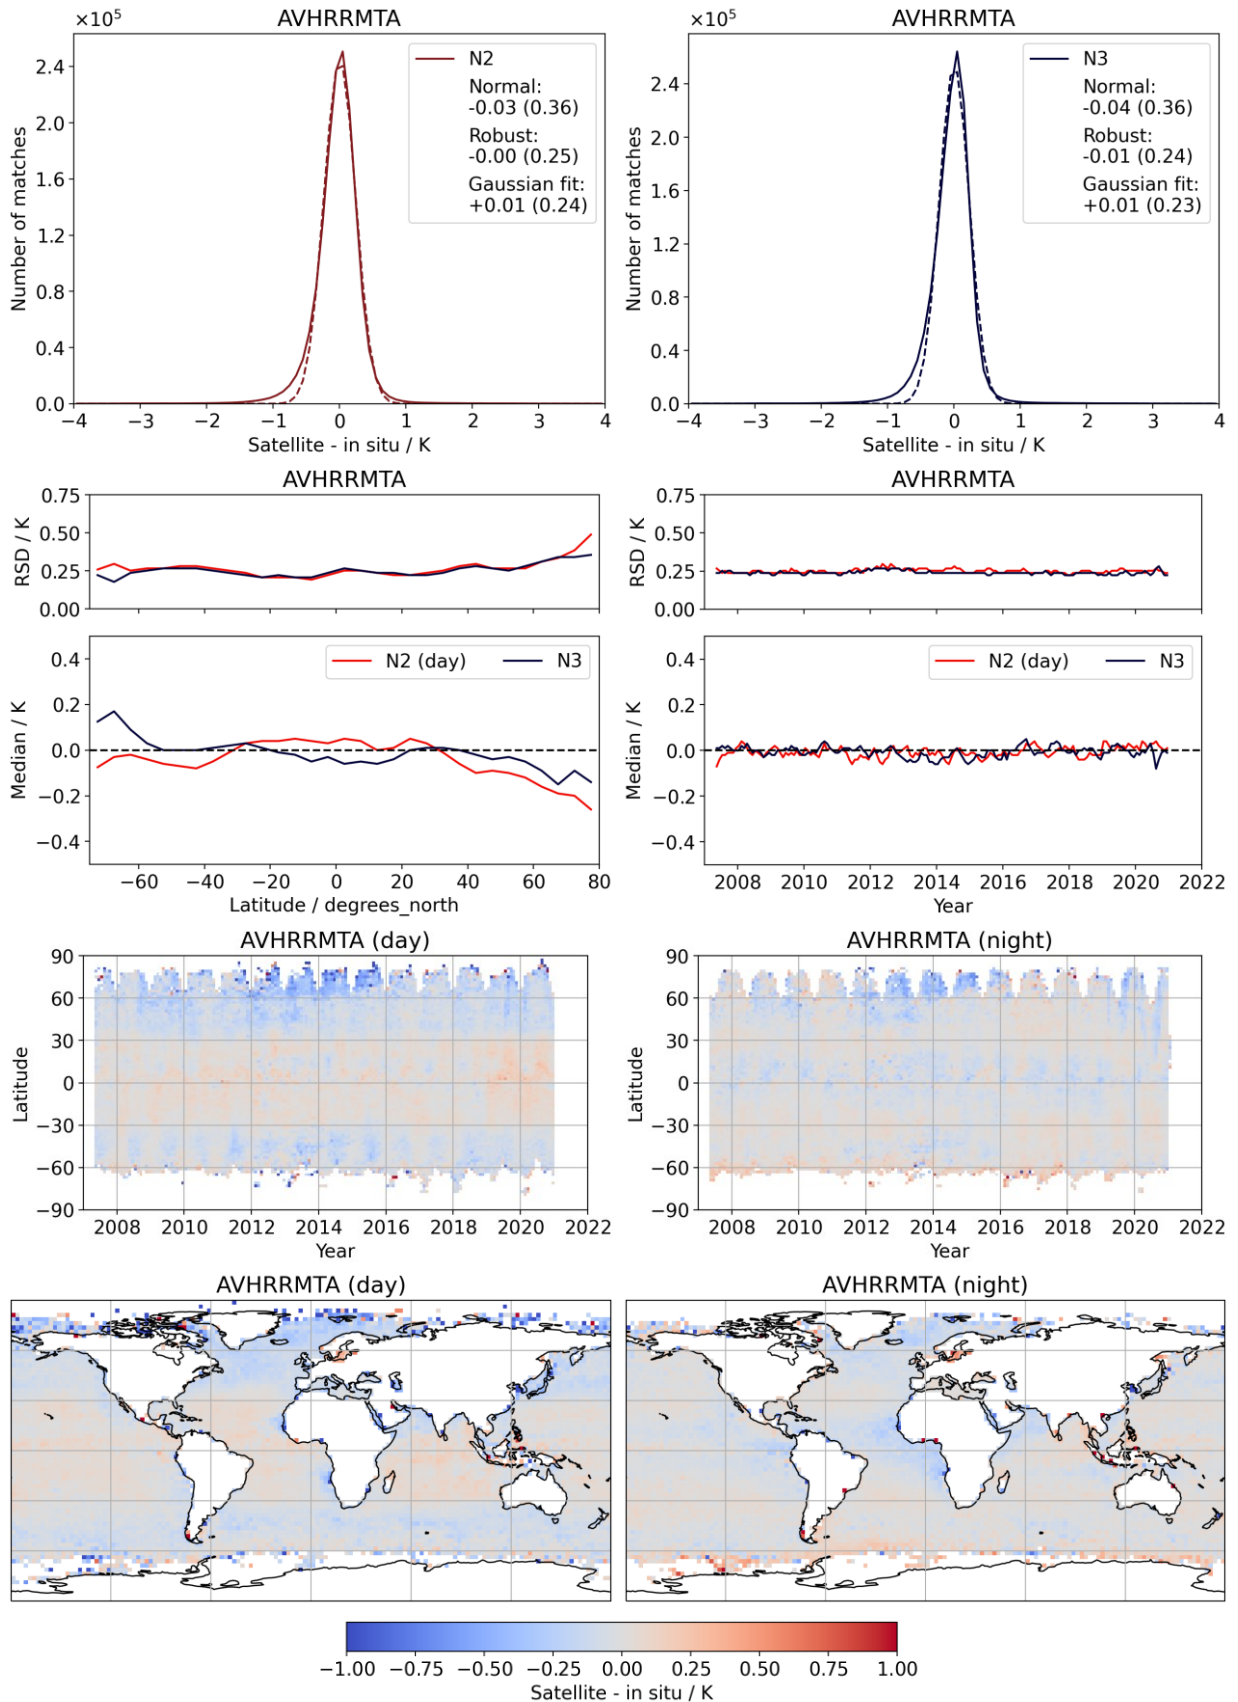 ×10⁵
AVHRRMTA
2.4
2.0
1.6
1.2
0.8
0.4
0.0
Number of matches
N2
Normal:
-0.03 (0.36)
Robust:
-0.00 (0.25)
Gaussian fit:
+0.01 (0.24)
−4 −3 −2 −1 0 1 2 3 4
Satellite - in situ / K
×10⁵
AVHRRMTA
2.4
2.0
1.6
1.2
0.8
0.4
0.0
Number of matches
N3
Normal:
-0.04 (0.36)
Robust:
-0.01 (0.24)
Gaussian fit:
+0.01 (0.23)
−4 −3 −2 −1 0 1 2 3 4
Satellite - in situ / K
AVHRRMTA
0.75
0.50
0.25
0.00
RSD / K
N2 (day) N3
0.4
0.2
0.0
−0.2
−0.4
Median / K
−60 −40 −20 0 20 40 60 80
Latitude / degrees_north
AVHRRMTA
0.75
0.50
0.25
0.00
RSD / K
N2 (day) N3
0.4
0.2
0.0
−0.2
−0.4
Median / K
2008 2010 2012 2014 2016 2018 2020 2022
Year
AVHRRMTA (day)
90
60
30
0
−30
−60
−90
Latitude
2008 2010 2012 2014 2016 2018 2020 2022
Year
AVHRRMTA (night)
90
60
30
0
−30
−60
−90
Latitude
2008 2010 2012 2014 2016 2018 2020 2022
Year
AVHRRMTA (day)
AVHRRMTA (night)
−1.00 −0.75 −0.50 −0.25 0.00 0.25 0.50 0.75 1.00
Satellite - in situ / K